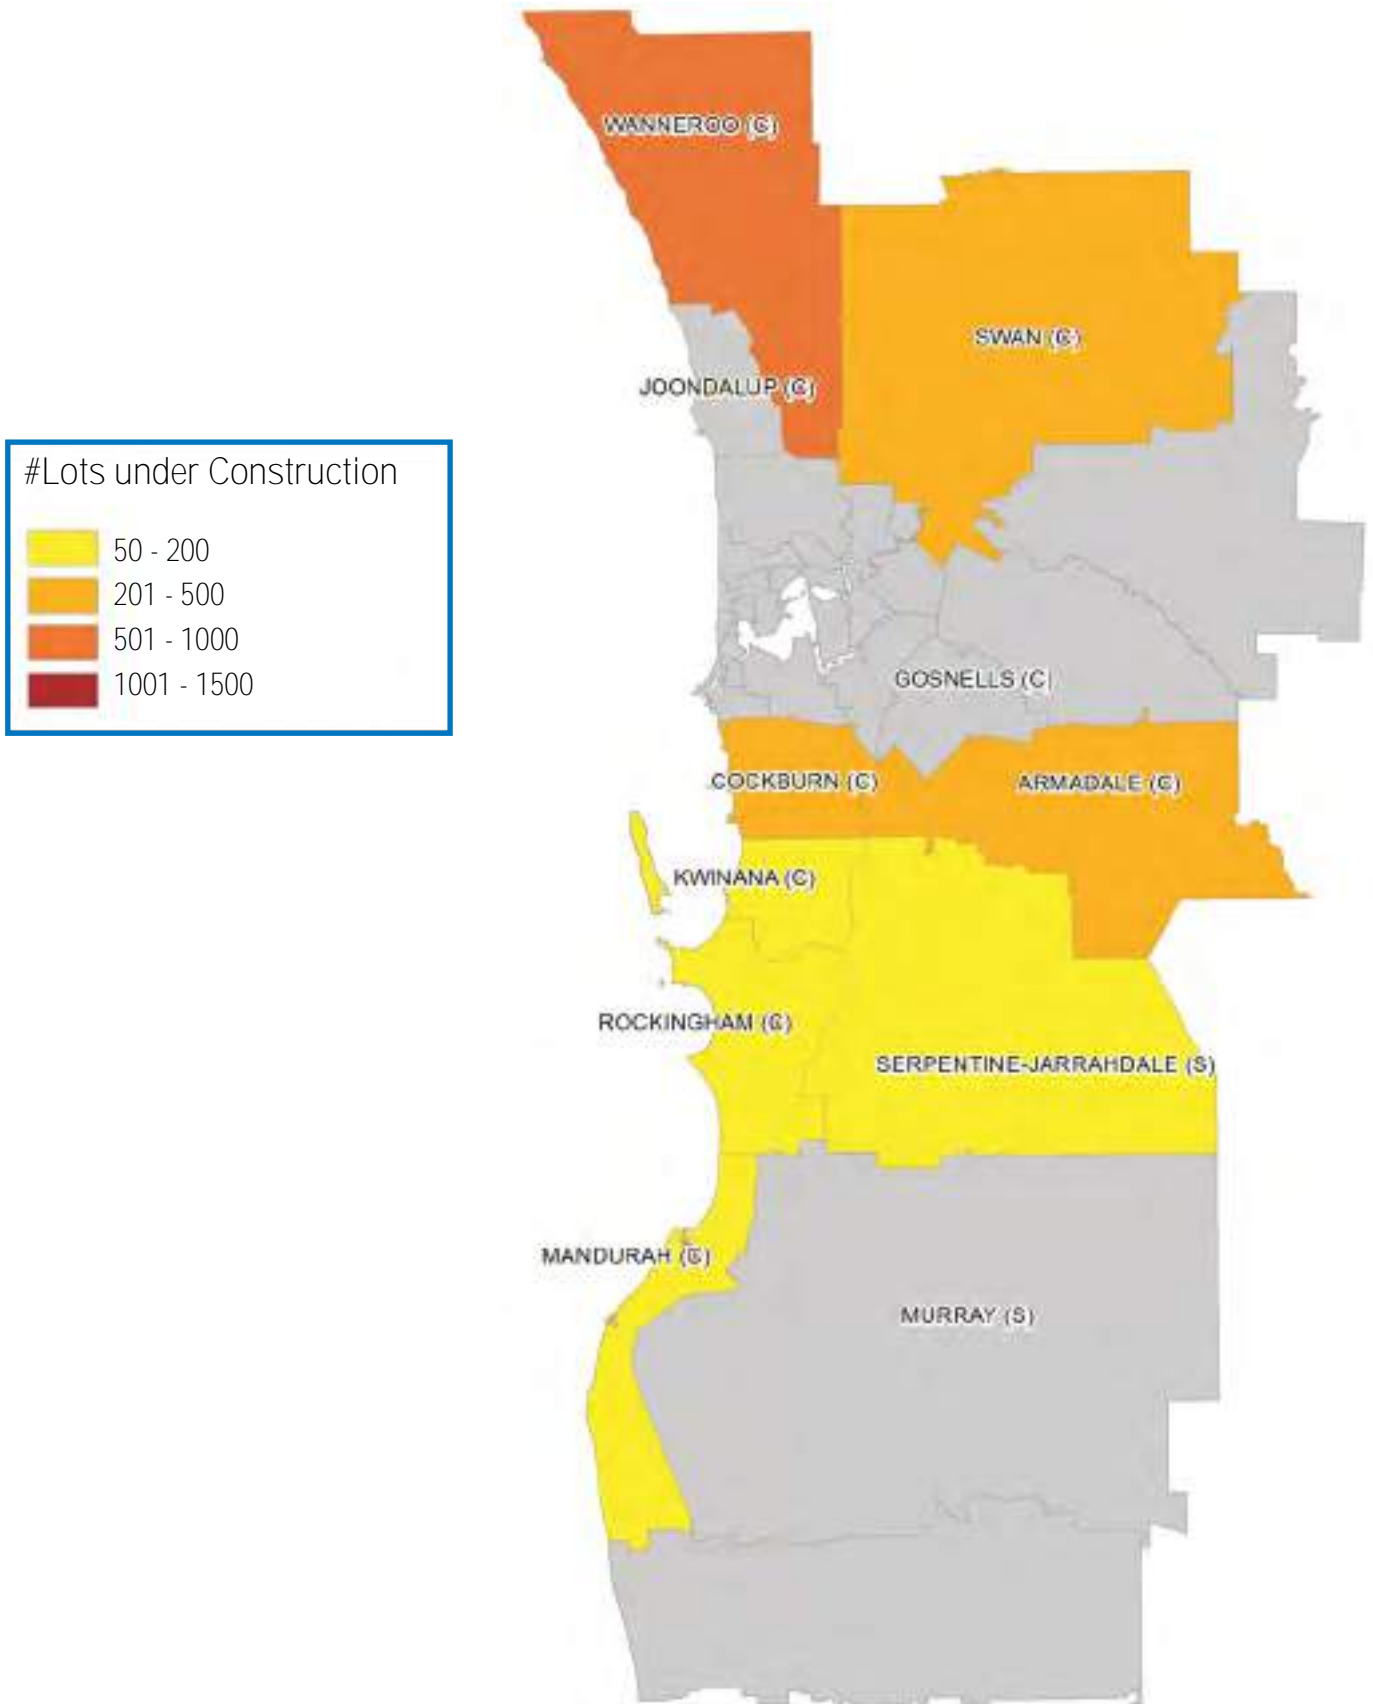 WANNEROO (C)
SWAN (C)
JOONDALUP (C)
#Lots under Construction
50 - 200
201 - 500
501 - 1000
1001 - 1500
GOSNELLS (C)
COCKBURN (C)
ARMADALE (C)
KWINANA (C)
ROCKINGHAM (C)
SERPENTINE-JARRAHDALE (S)
MANDURAH (C)
MURRAY (S)